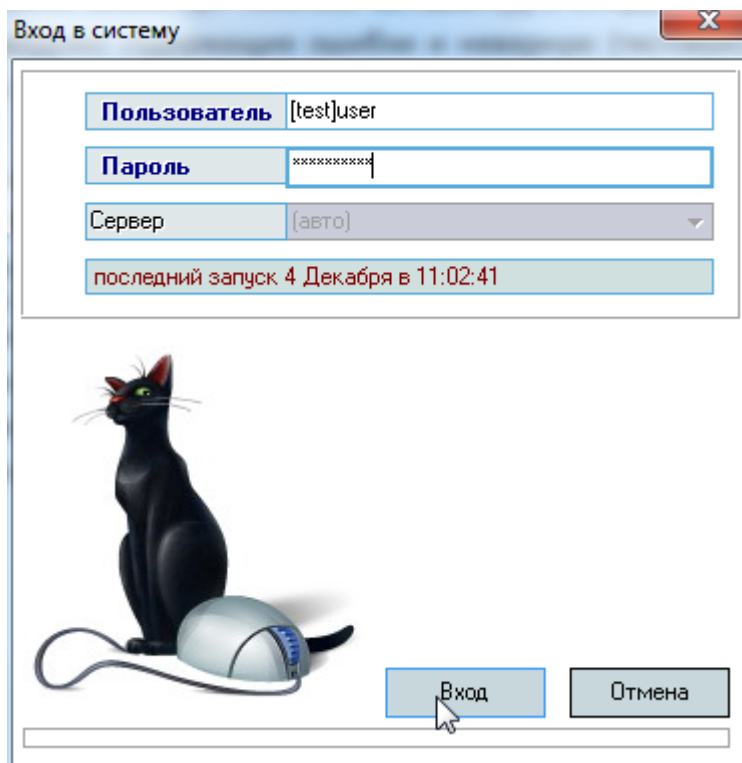 Вход в систему
Пользователь [test]user
Пароль **********
Сервер (авто)
последний запуск 4 Декабря в 11:02:41
Вход Отмена